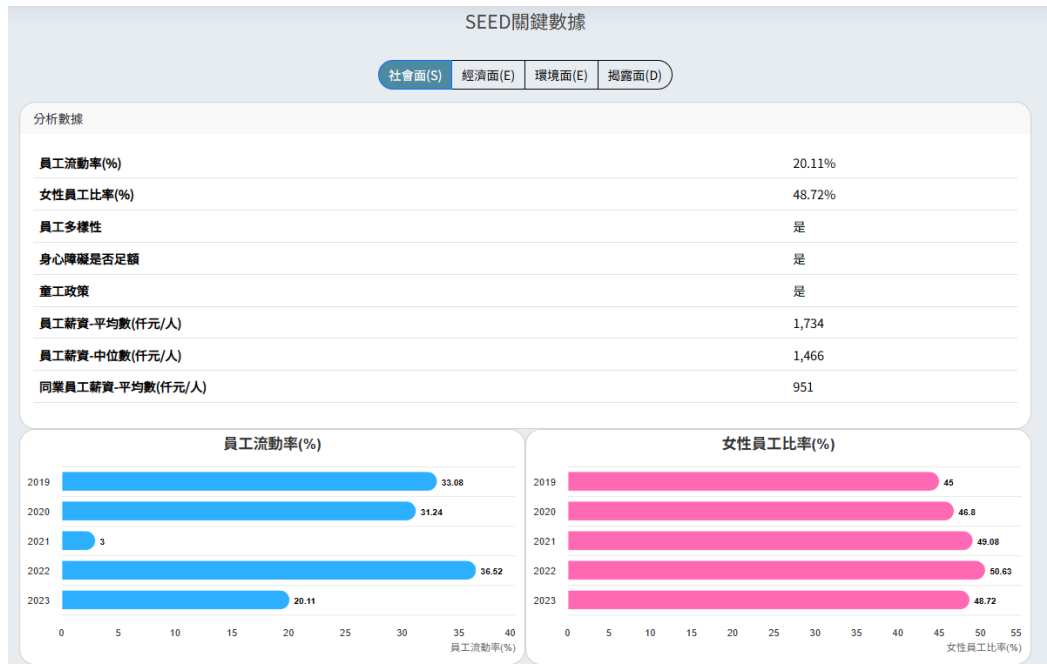 SEED關鍵數據
社會面(S) 經濟面(E) 環境面(E) 揭露面(D)
分析數據
員工流動率(%) 20.11%
女性員工比率(%) 48.72%
員工多樣性 是
身心障礙是否足額 是
童工政策 是
員工薪資-平均數(仟元/人) 1,734
員工薪資-中位數(仟元/人) 1,466
同業員工薪資-平均數(仟元/人) 951
員工流動率(%)
2019 33.08
2020 31.24
2021 3
2022 36.52
2023 20.11
0 5 10 15 20 25 30 35 40
員工流動率(%)
女性員工比率(%)
2019 45
2020 46.8
2021 49.08
2022 50.63
2023 48.72
0 5 10 15 20 25 30 35 40 45 50 55
女性員工比率(%)